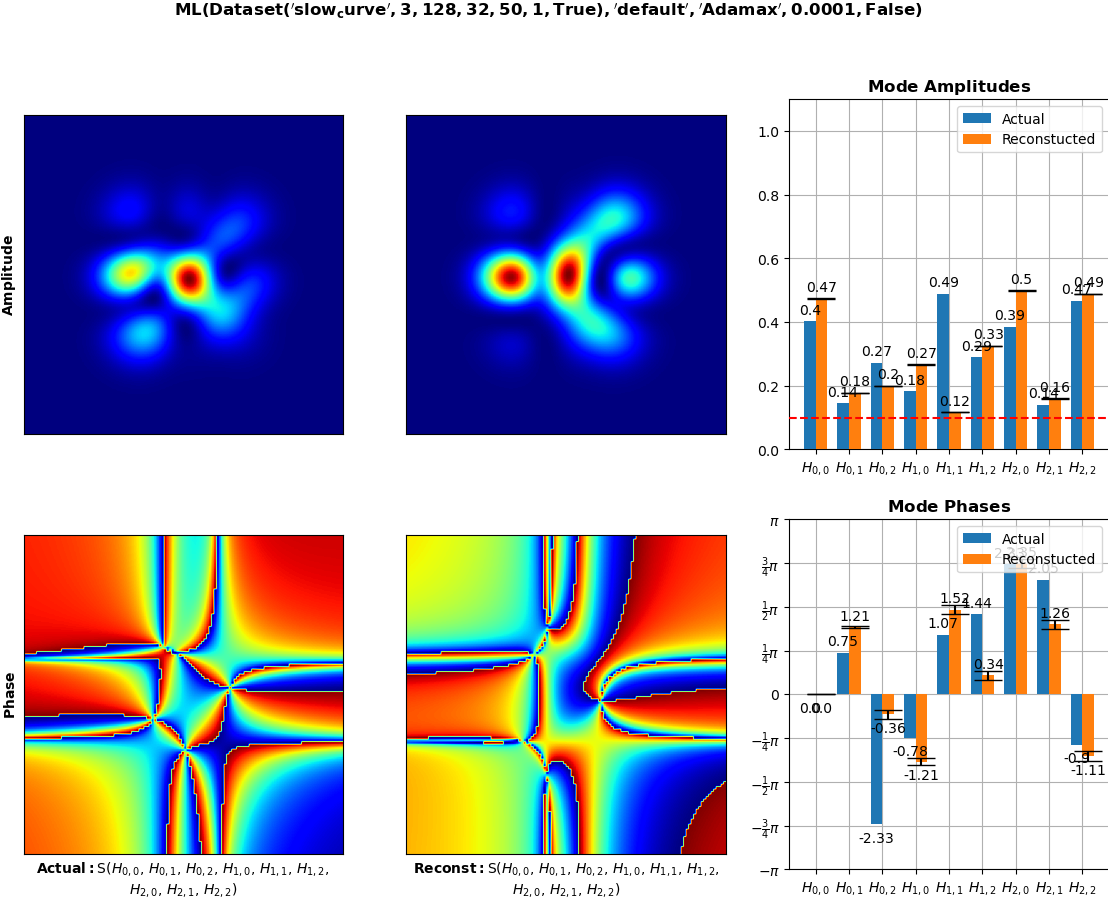 ML(Dataset('slow_curve', 3, 128, 32, 50, 1, True), 'default', 'Adamax', 0.0001, False)
Mode Amplitudes
Amplitude
Actual
Reconstucted
1.0
0.8
0.6
0.4
0.2
0.0
0.4 0.47
0.14 0.18
0.27 0.2
0.18 0.27
0.49 0.12
0.29 0.33
0.39 0.5
0.14 0.16
0.47 0.49
H0,0 H0,1 H0,2 H1,0 H1,1 H1,2 H2,0 H2,1 H2,2
Mode Phases
Phase
Actual
Reconstucted
π
3/4π
1/2π
1/4π
0
−1/4π
−1/2π
−3/4π
−π
0.0 0.0
0.75 1.21
-2.33 -0.36
-0.78 -1.21
1.07 1.52
1.44 0.34
2.05 1.26
-0.9 -1.11
H0,0 H0,1 H0,2 H1,0 H1,1 H1,2 H2,0 H2,1 H2,2
Actual: S(H0,0, H0,1, H0,2, H1,0, H1,1, H1,2,
H2,0, H2,1, H2,2)
Reconst: S(H0,0, H0,1, H0,2, H1,0, H1,1, H1,2,
H2,0, H2,1, H2,2)